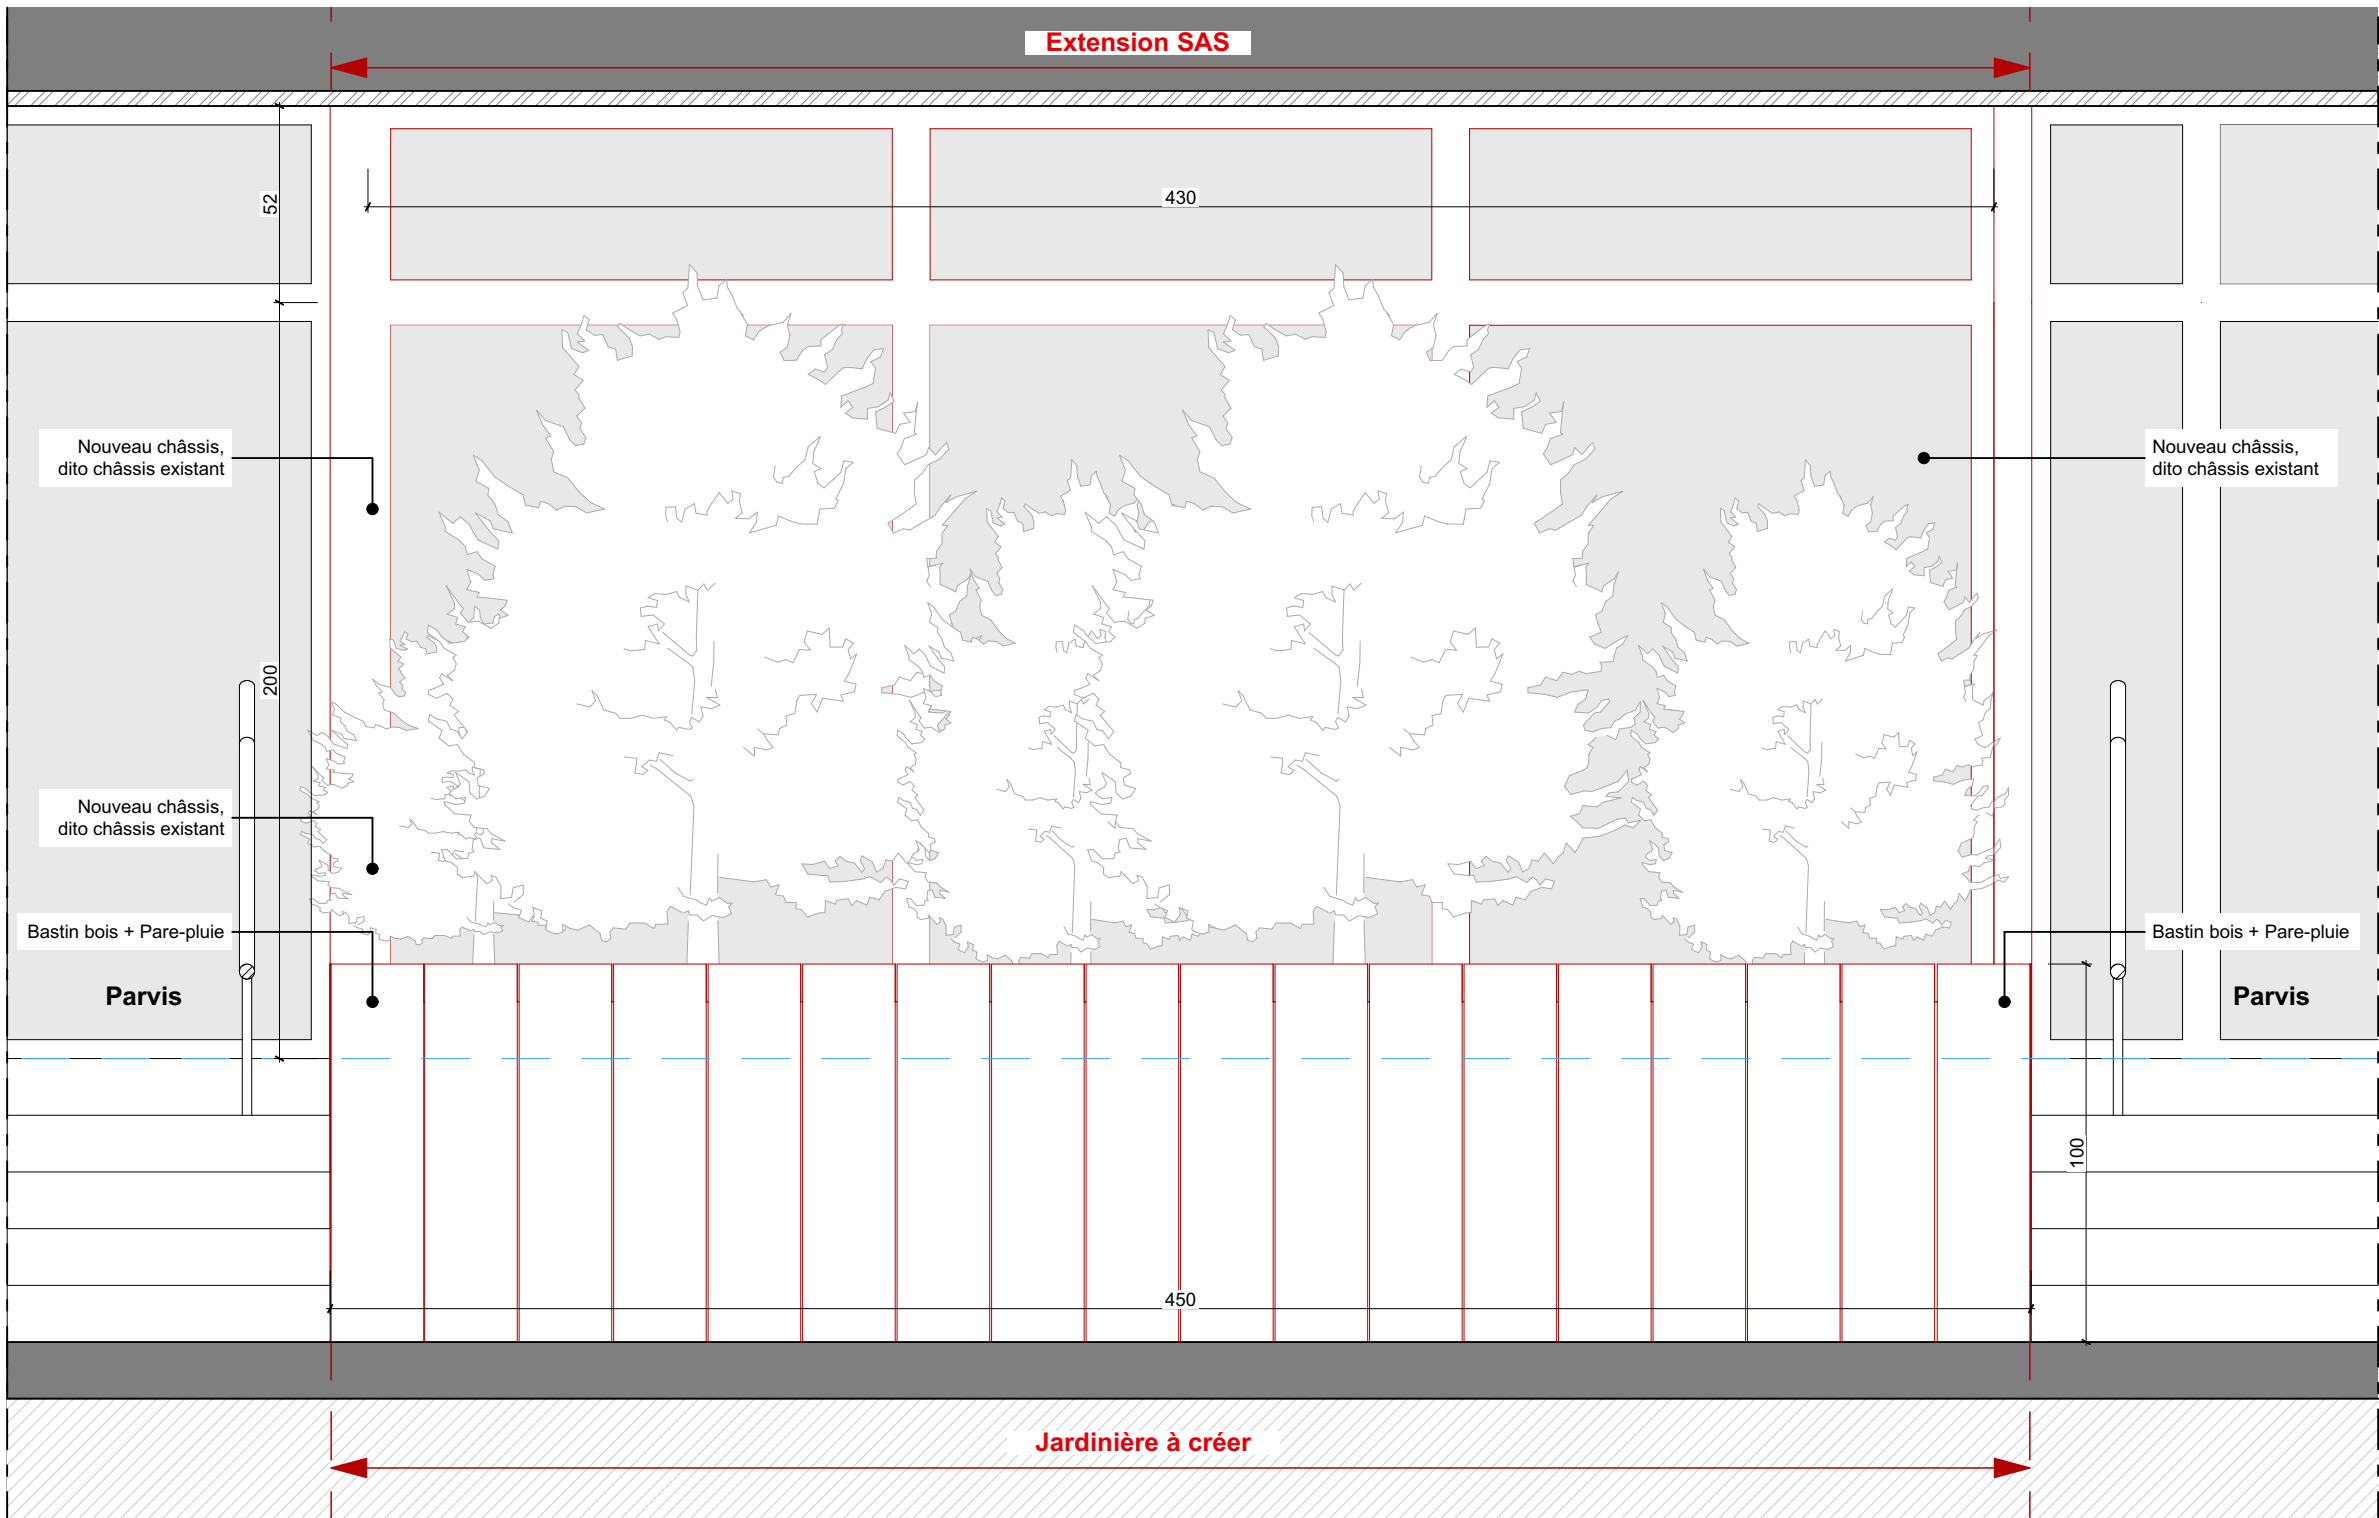 Extension SAS
52
430
Nouveau châssis,
dito châssis existant
Nouveau châssis,
dito châssis existant
200
Nouveau châssis,
dito châssis existant
Bastin bois + Pare-pluie
Bastin bois + Pare-pluie
Parvis
Parvis
100
450
Jardinière à créer